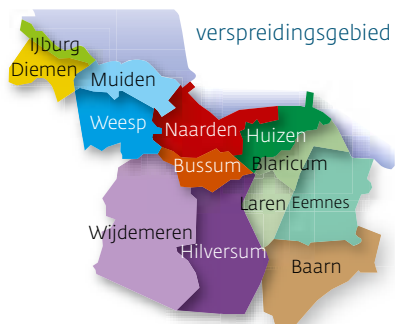 verspreidingsgebied
IJburg
Diemen
Muiden
Weesp
Naarden
Huizen
Bussum
Blaricum
Laren
Eemnes
Wijdemeren
Hilversum
Baarn